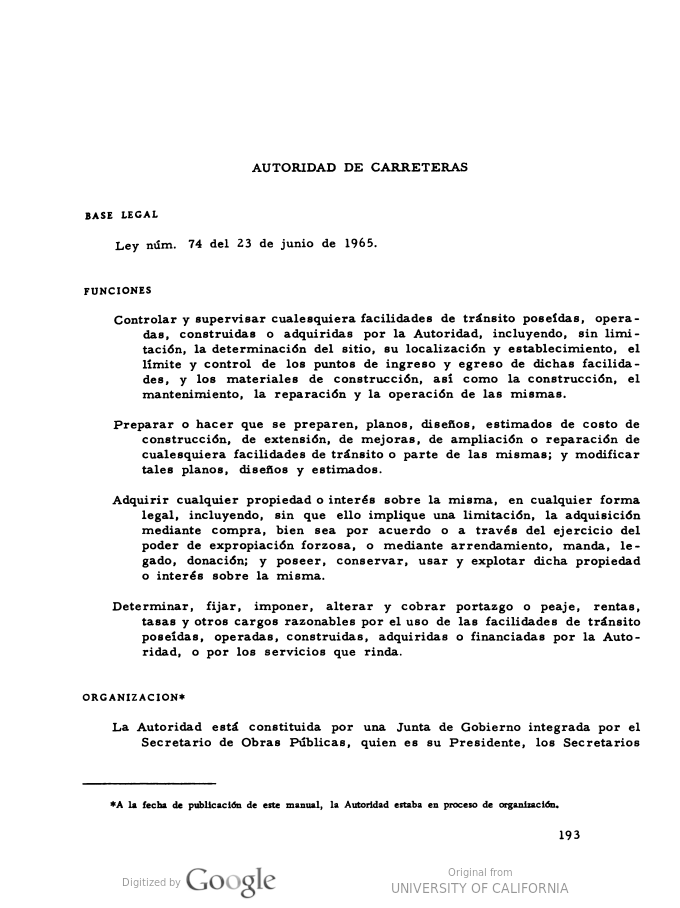 AUTORIDAD DE CARRETERAS
BASE LEGAL
Ley núm. 74 del 23 de junio de 1965.
FUNCIONES
Controlar y supervisar cualesquiera facilidades de tránsito poseídas, opera-
das, construidas o adquiridas por la Autoridad, incluyendo, sin limi-
tación, la determinación del sitio, su localización y establecimiento, el
límite y control de los puntos de ingreso y egreso de dichas facilida-
des, y los materiales de construcción, así como la construcción, el
mantenimiento, la reparación y la operación de las mismas.
Preparar o hacer que se preparen, planos, diseños, estimados de costo de
construcción, de extensión, de mejoras, de ampliación o reparación de
cualesquiera facilidades de tránsito o parte de las mismas; y modificar
tales planos, diseños y estimados.
Adquirir cualquier propiedad o interés sobre la misma, en cualquier forma
legal, incluyendo, sin que ello implique una limitación, la adquisición
mediante compra, bien sea por acuerdo o a través del ejercicio del
poder de expropiación forzosa, o mediante arrendamiento, manda, le-
gado, donación; y poseer, conservar, usar y explotar dicha propiedad
o interés sobre la misma.
Determinar, fijar, imponer, alterar y cobrar portazgo o peaje, rentas,
tasas y otros cargos razonables por el uso de las facilidades de tránsito
poseídas, operadas, construidas, adquiridas o financiadas por la Auto-
ridad, o por los servicios que rinda.
ORGANIZACION*
La Autoridad está constituida por una Junta de Gobierno integrada por el
Secretario de Obras Públicas, quien es su Presidente, los Secretarios
*A la fecha de publicación de este manual, la Autoridad estaba en proceso de organización.
193
Digitized by Google
Original from
UNIVERSITY OF CALIFORNIA